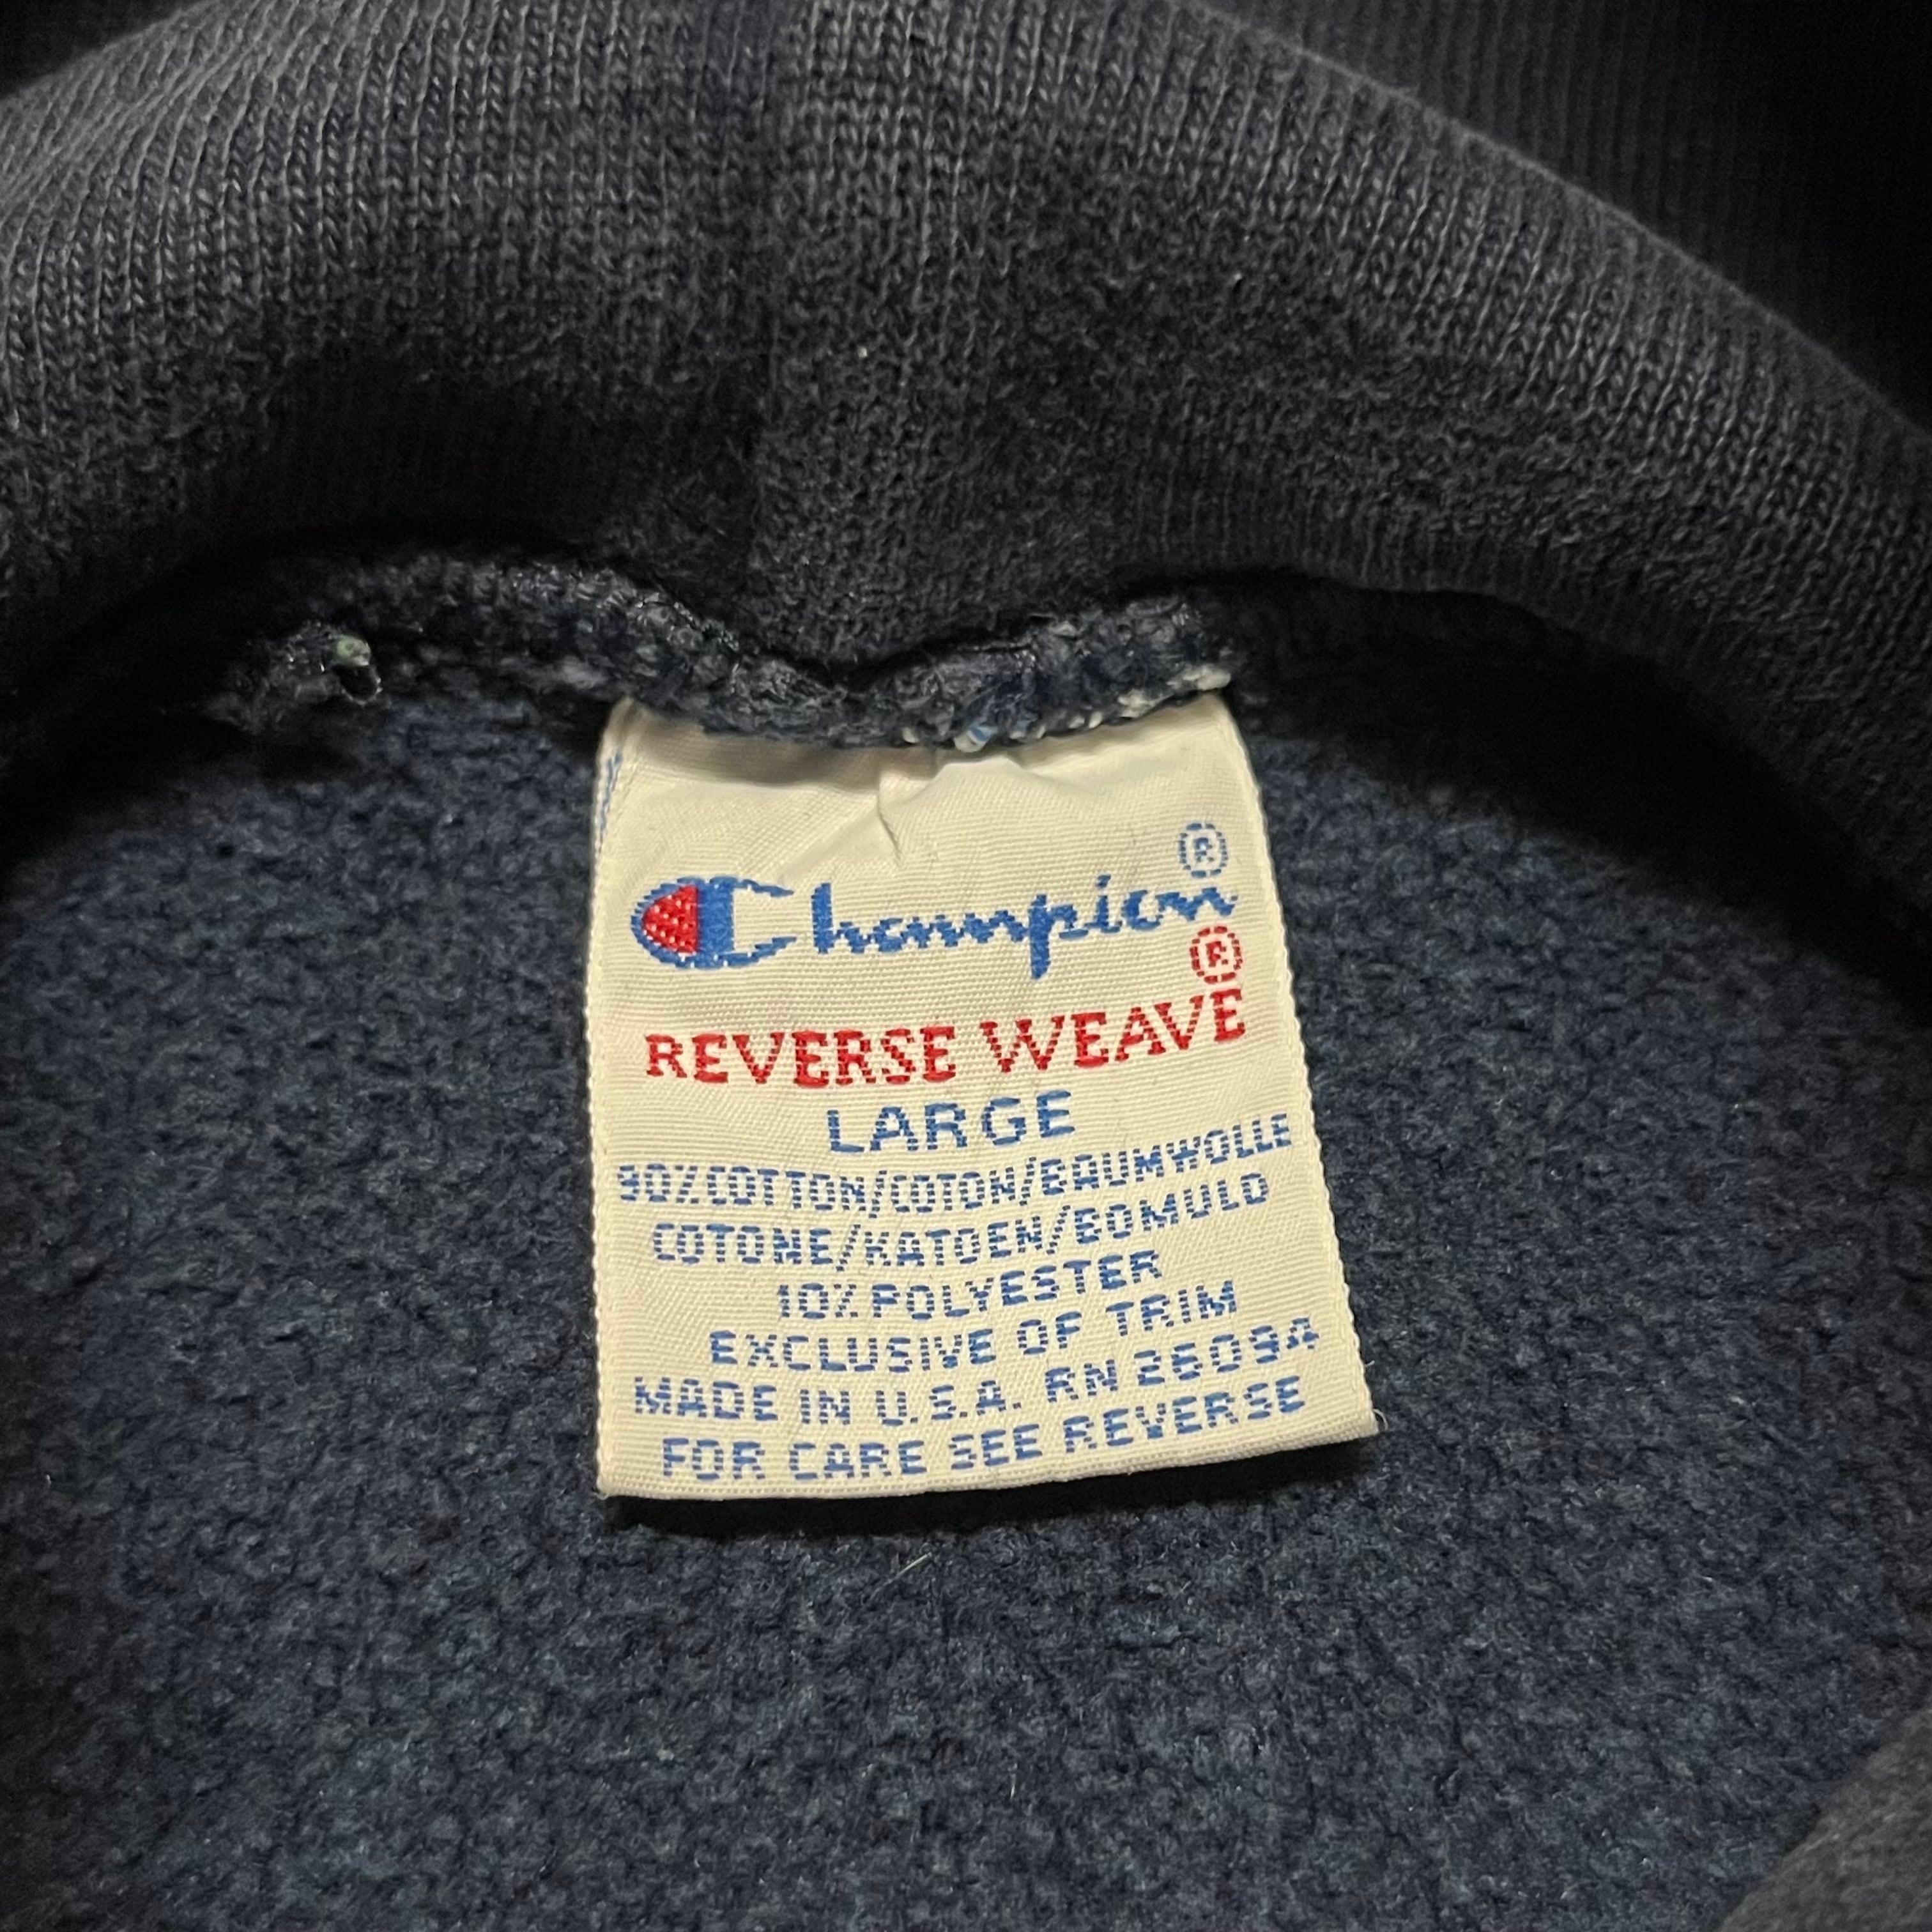 Champion®
REVERSE WEAVE®
LARGE
90% COTTON/COTON/BAUMWOLLE
COTONE/KATOEN/BOMULD
10% POLYESTER
EXCLUSIVE OF TRIM
MADE IN U.S.A. RN 26094
FOR CARE SEE REVERSE